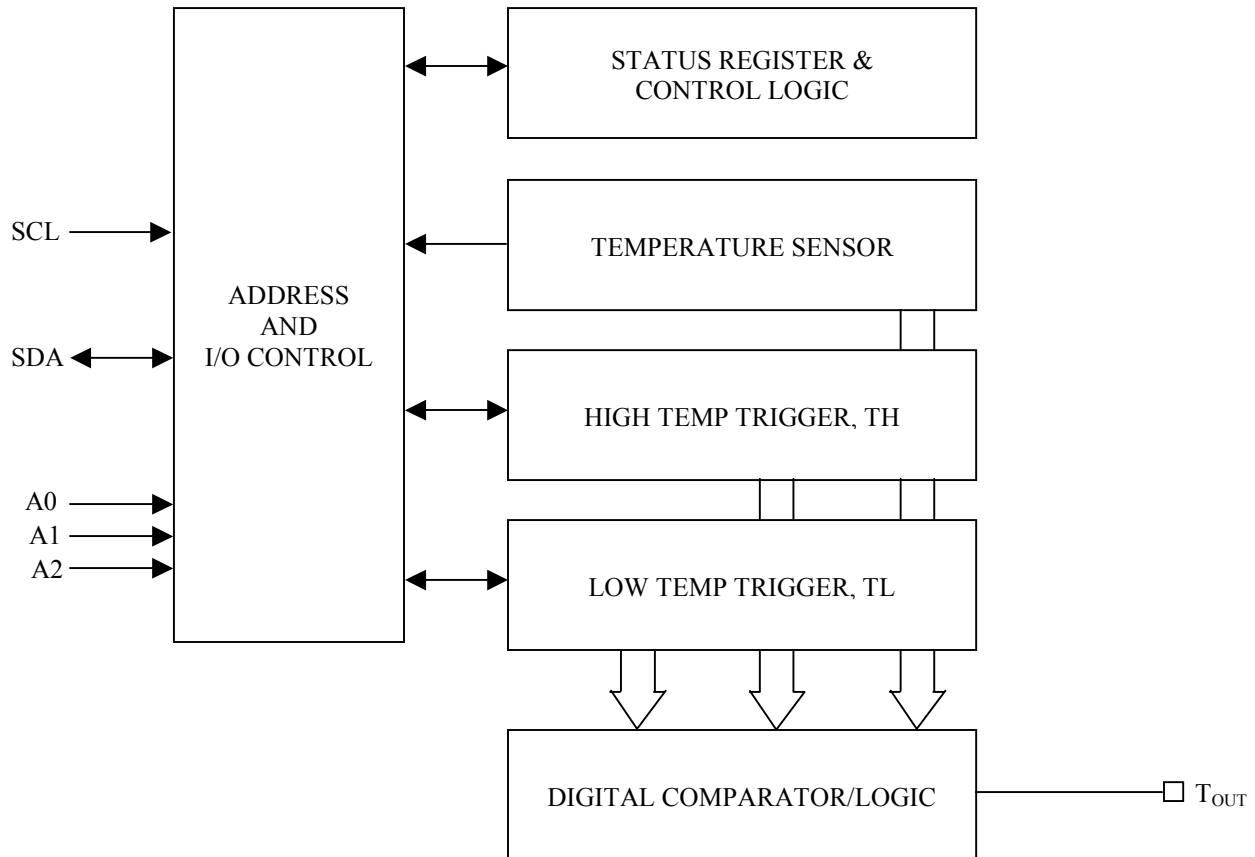 STATUS REGISTER &
CONTROL LOGIC
SCL
TEMPERATURE SENSOR
ADDRESS
AND
I/O CONTROL
SDA
HIGH TEMP TRIGGER, TH
A0
A1
A2
LOW TEMP TRIGGER, TL
DIGITAL COMPARATOR/LOGIC
TOUT